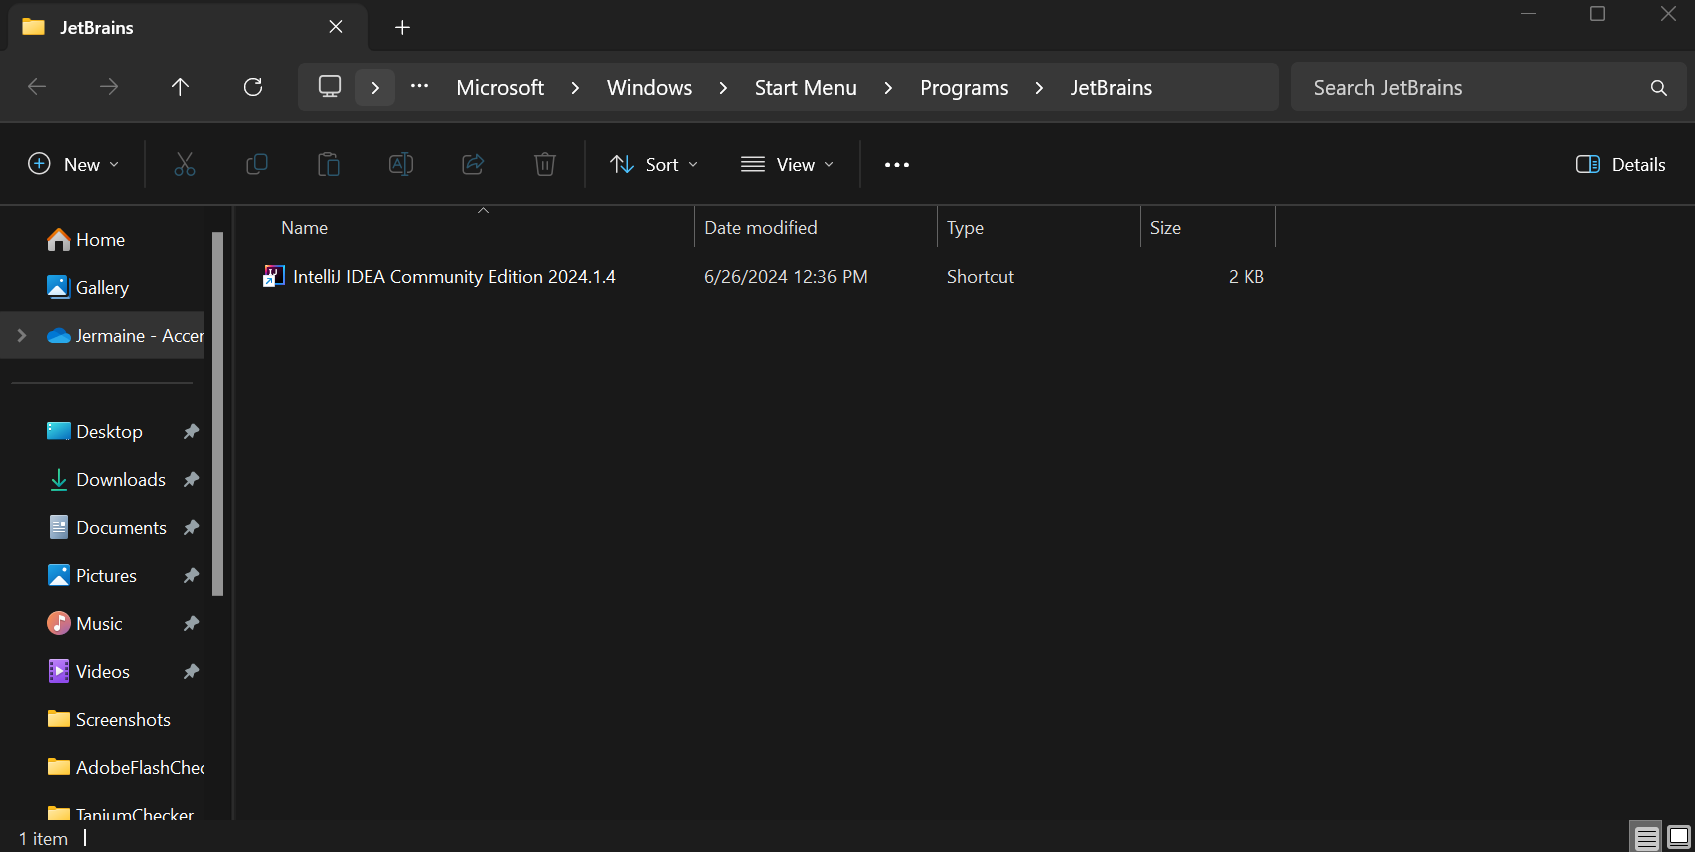 JetBrains
Microsoft > Windows > Start Menu > Programs > JetBrains
Search JetBrains
New
Sort
View
Details
Name Date modified Type Size
IntelliJ IDEA Community Edition 2024.1.4 6/26/2024 12:36 PM Shortcut 2 KB
Home
Gallery
Jermaine - Accer
Desktop
Downloads
Documents
Pictures
Music
Videos
Screenshots
AdobeFlashChec
TaniumChecker
1 item